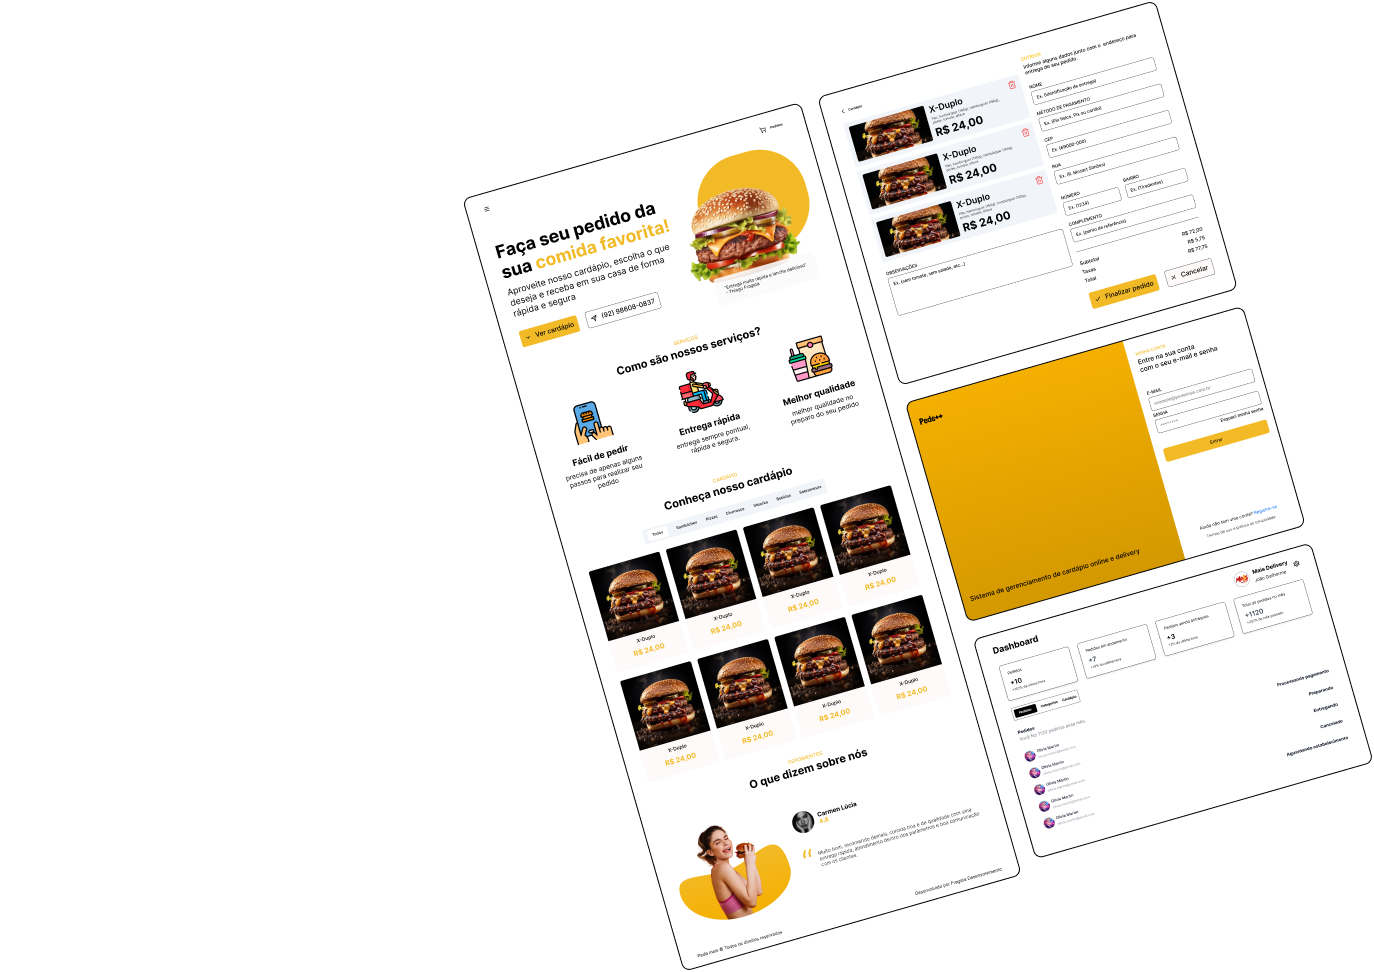 Pedidos
Faça seu pedido da
sua comida favorita!
Aproveite nosso cardápio, escolha o que
deseja e receba em sua casa de forma
rápida e segura
Ver cardápio
(92) 98608-0837
"Entrega muito rápida e lanche delicioso"
- Thiago Fragata
SERVIÇOS
Como são nossos serviços?
Fácil de pedir
precisa de apenas alguns
passos para realizar seu
pedido
Entrega rápida
entrega sempre pontual,
rápida e segura.
Melhor qualidade
melhor qualidade no
preparo do seu pedido
CARDÁPIO
Conheça nosso cardápio
Todos
Sanduíches
Pizzas
Churrasco
Bebidas
Sobremesas
X-Duplo
R$ 24,00
X-Duplo
R$ 24,00
X-Duplo
R$ 24,00
X-Duplo
R$ 24,00
X-Duplo
R$ 24,00
X-Duplo
R$ 24,00
X-Duplo
R$ 24,00
X-Duplo
R$ 24,00
DEPOIMENTOS
O que dizem sobre nós
Carmen Lúcia
4.8
Muito bom, recomendo demais, comida boa e de qualidade com uma
entrega rápida, atendimento dentro dos parâmetros e boa comunicação
com os clientes.
Desenvolvido por Fragata Desenvolvimento
Pede mais © Todos os direitos reservados
Cardápio
X-Duplo
R$ 24,00
X-Duplo
R$ 24,00
X-Duplo
R$ 24,00
OBSERVAÇÕES
Ex. (sem tomate, sem salada, etc...)
ENTREGA
Informe alguns dados junto com o endereço para
entrega de seu pedido.
NOME
Ex. (Identificação da entrega)
MÉTODO DE PAGAMENTO
Ex. (Pix físico, Pix ou cartão)
CEP
Ex. (69000-000)
RUA
Ex. (R. Mozart Simões)
NÚMERO
Ex. (1234)
BAIRRO
Ex. (Tiradentes)
COMPLEMENTO
Ex. (ponto de referência)
Subtotal
R$ 72,00
Taxas
R$ 5,75
Total
R$ 77,75
Finalizar pedido
Cancelar
Pede++
Sistema de gerenciamento de cardápio online e delivery
MINHA CONTA
Entre na sua conta
com o seu e-mail e senha
E-MAIL
SENHA
Esqueci minha senha
Entrar
Ainda não tem uma conta? Registre-se
Dashboard
Mais Delivery
João Guilherme
Pedidos
+10
Pedidos em andamento
+7
Pedidos sendo entregues
+3
Total de pedidos no mês
+1120
Pedidos
Categorias
Cardápio
Pedidos
Você fez 1120 pedidos esse mês.
Olivia Martin
Processando pagamento
Olivia Martin
Preparando
Olivia Martin
Entregando
Olivia Martin
Cancelado
Olivia Martin
Aguardando estabelecimento